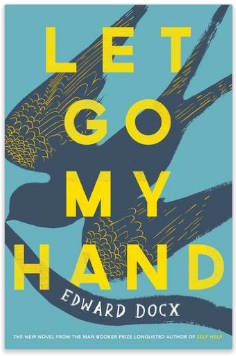 LET
GO
MY
HAND
EDWARD DOCX
THE NEW NOVEL FROM THE MAN BOOKER PRIZE LONGLISTED AUTHOR OF SELF HELP